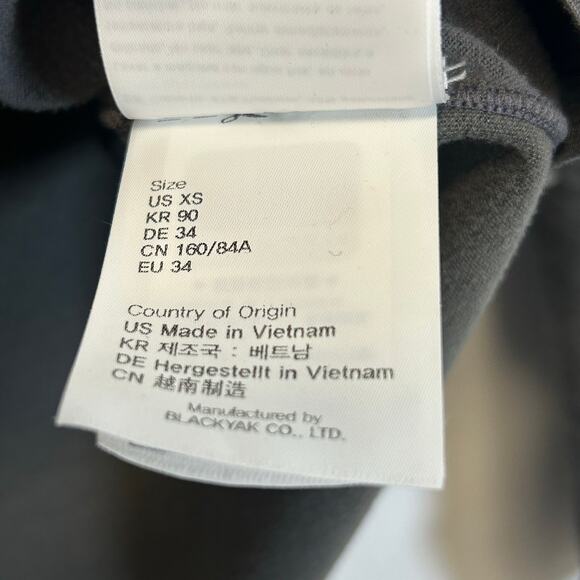 Size
US XS
KR 90
DE 34
CN 160/84A
EU 34
Country of Origin
US Made in Vietnam
KR 제조국 : 베트남
DE Hergestellt in Vietnam
CN 越南制造
Manufactured by
BLACKYAK CO., LTD.